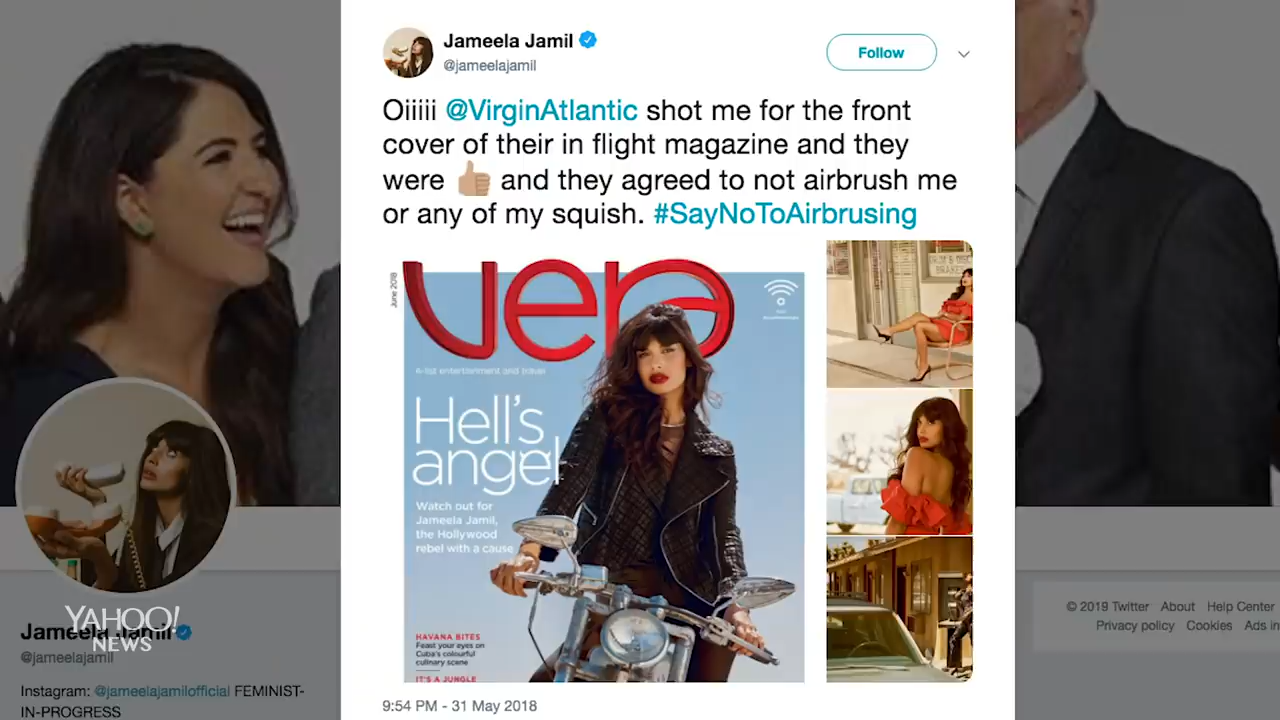 Jameela Jamil
@jameelajamil
Follow
Oiiiii @VirginAtlantic shot me for the front
cover of their in flight magazine and they
were 👍🏼 and they agreed to not airbrush me
or any of my squish. #SayNoToAirbrusing
June 2018
vera
A-list entertainment and travel
Hell's
angel
Watch out for
Jameela Jamil,
the Hollywood
rebel with a cause
HAVANA BITES
Feast your eyes on
Cuba's colourful
culinary scene
IT'S A JUNGLE
9:54 PM - 31 May 2018
YAHOO!
NEWS
Jameela Jamil
@jameelajamil
Instagram: @jameelajamilofficial FEMINIST-
IN-PROGRESS
© 2019 Twitter About Help Center
Privacy policy Cookies Ads in